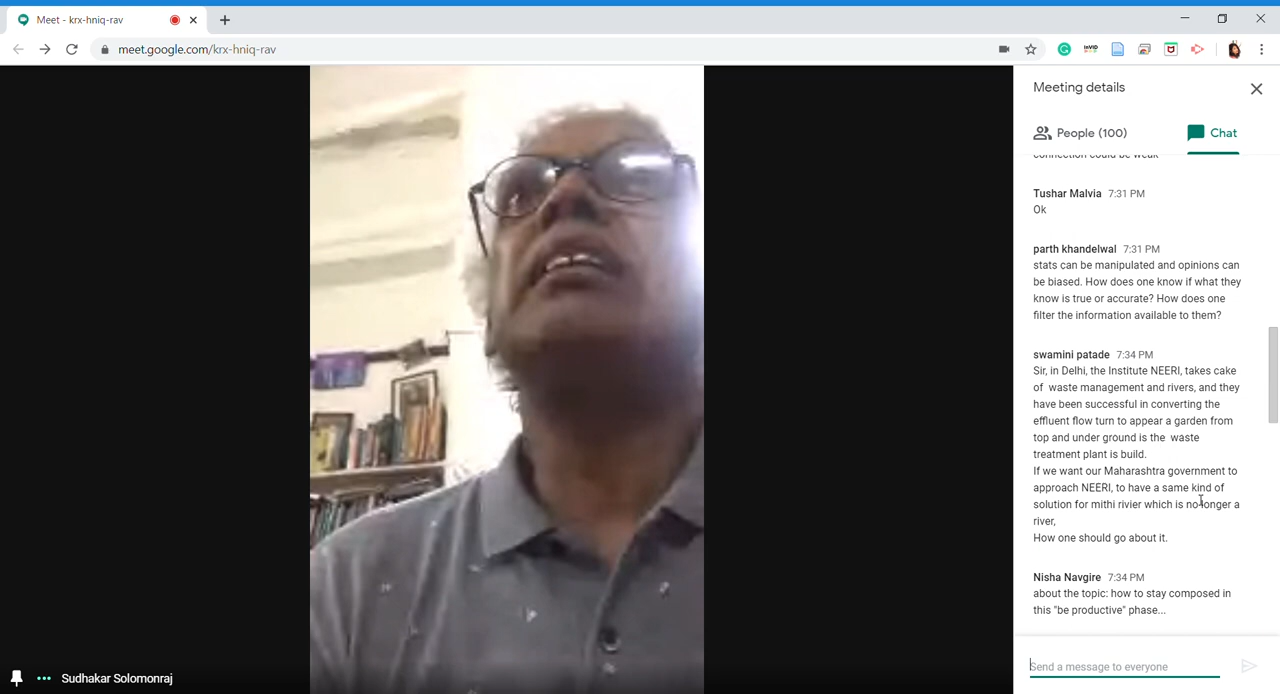 Meet - krx-hniq-rav
meet.google.com/krx-hniq-rav
InVID
Meeting details
People (100)
Chat
connection could be weak
Tushar Malvia 7:31 PM
Ok
parth khandelwal 7:31 PM
stats can be manipulated and opinions can
be biased. How does one know if what they
know is true or accurate? How does one
filter the information available to them?
swamini patade 7:34 PM
Sir, in Delhi, the Institute NEERI, takes cake
of waste management and rivers, and they
have been successful in converting the
effluent flow turn to appear a garden from
top and under ground is the waste
treatment plant is build.
If we want our Maharashtra government to
approach NEERI, to have a same kind of
solution for mithi rivier which is no longer a
river,
How one should go about it.
Nisha Navgire 7:34 PM
about the topic: how to stay composed in
this "be productive" phase...
Send a message to everyone
Sudhakar Solomonraj